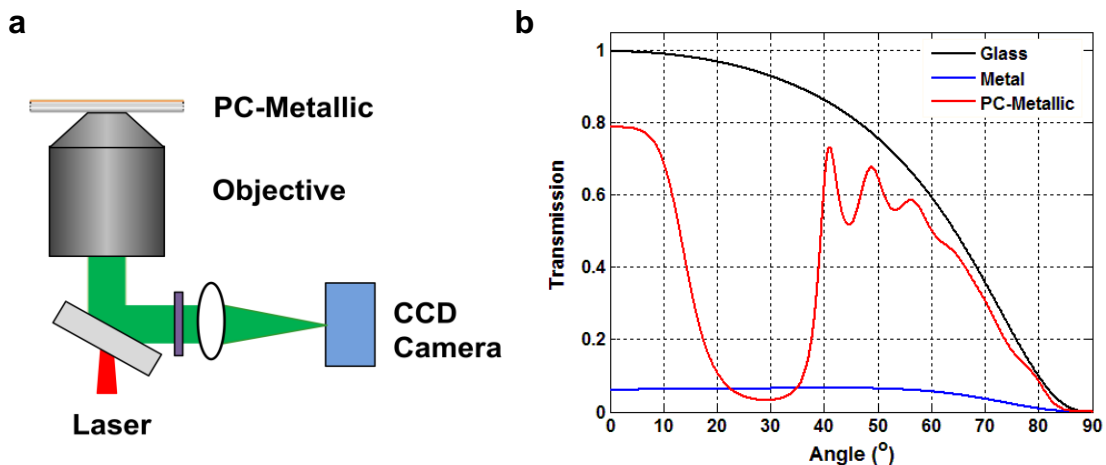 a
PC-Metallic
Objective
CCD
Camera
Laser
b
Glass
Metal
PC-Metallic
Transmission
1
0.8
0.6
0.4
0.2
0
0 10 20 30 40 50 60 70 80 90
Angle (o)